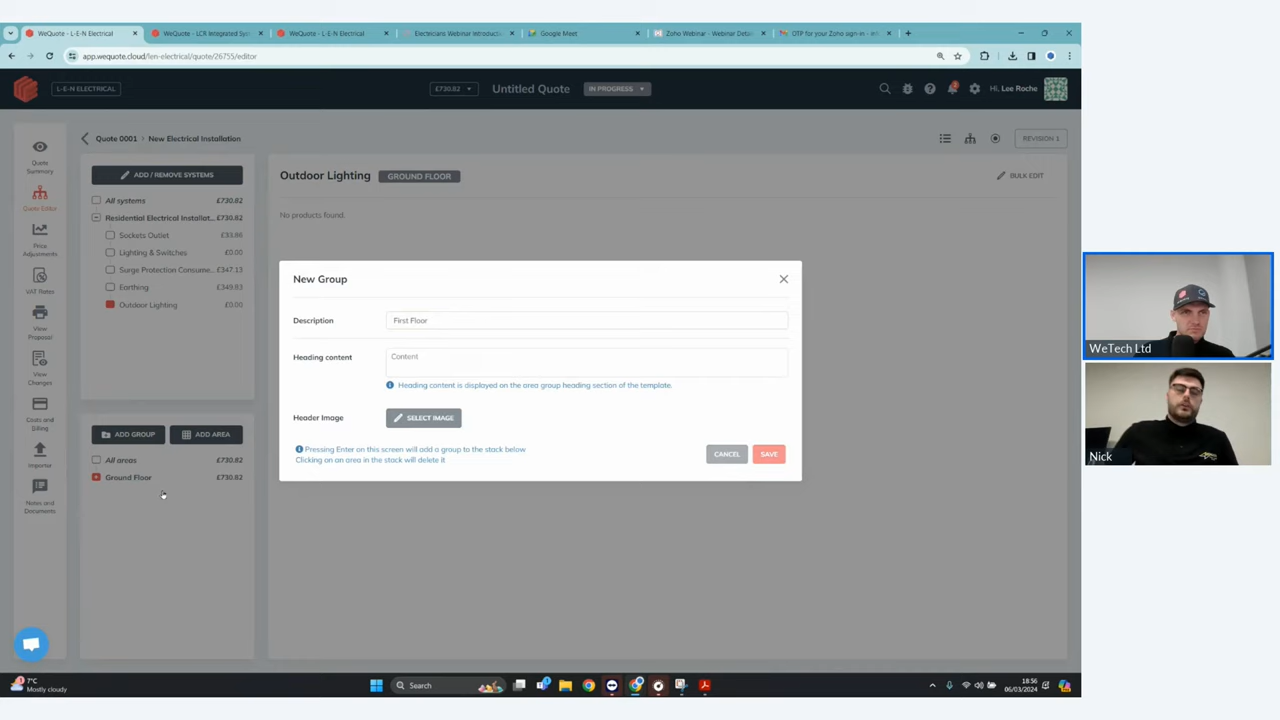 WeQuote - L-E-N Electrical
WeQuote - LCR Integrated Sys
WeQuote - L-E-N Electrical
Electricians Webinar Introductio
Google Meet
Zoho Webinar - Webinar Detai
OTP for your Zoho sign-in - 
app.wequote.cloud/len-electrical/quote/26755/editor
L-E-N ELECTRICAL
£730.82
Untitled Quote
IN PROGRESS
Hi, Lee Roche
Quote Summary
Quote Editor
Price Adjustments
VAT Rates
View Proposal
View Changes
Costs and Billing
Importer
Notes and Documents
Quote 0001 > New Electrical Installation
REVISION 1
ADD / REMOVE SYSTEMS
All systems £730.82
Residential Electrical Installat... £730.82
Sockets Outlet £33.86
Lighting & Switches £0.00
Surge Protection Consume... £347.13
Earthing £349.83
Outdoor Lighting £0.00
ADD GROUP
ADD AREA
All areas £730.82
Ground Floor £730.82
Outdoor Lighting GROUND FLOOR
BULK EDIT
No products found.
New Group
Description
First Floor
Heading content
Content
Heading content is displayed on the area group heading section of the template.
Header Image
SELECT IMAGE
Pressing Enter on this screen will add a group to the stack below
Clicking on an area in the stack will delete it
CANCEL
SAVE
WeTech Ltd
Nick
7°C
Mostly cloudy
Search
18:56
06/03/2024